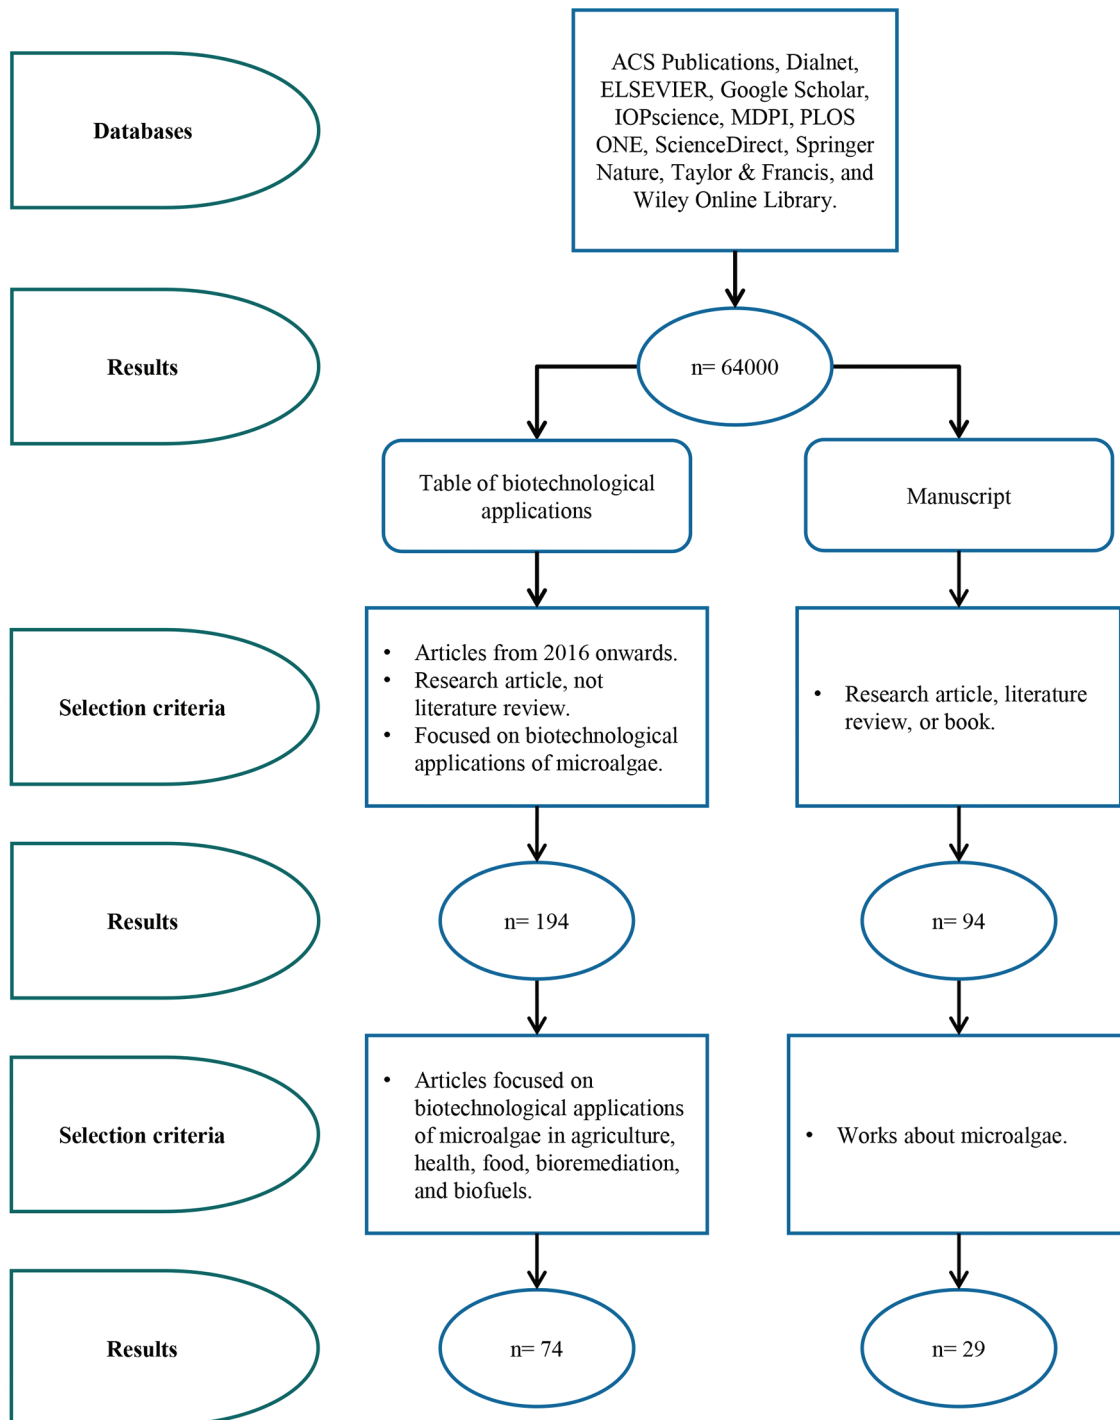 Databases
ACS Publications, Dialnet,
ELSEVIER, Google Scholar,
IOPscience, MDPI, PLOS
ONE, ScienceDirect, Springer
Nature, Taylor & Francis, and
Wiley Online Library.
Results
n= 64000
Table of biotechnological
applications
Manuscript
Selection criteria
• Articles from 2016 onwards.
• Research article, not
literature review.
• Focused on biotechnological
applications of microalgae.
• Research article, literature
review, or book.
Results
n= 194
n= 94
Selection criteria
• Articles focused on
biotechnological applications
of microalgae in agriculture,
health, food, bioremediation,
and biofuels.
• Works about microalgae.
Results
n= 74
n= 29